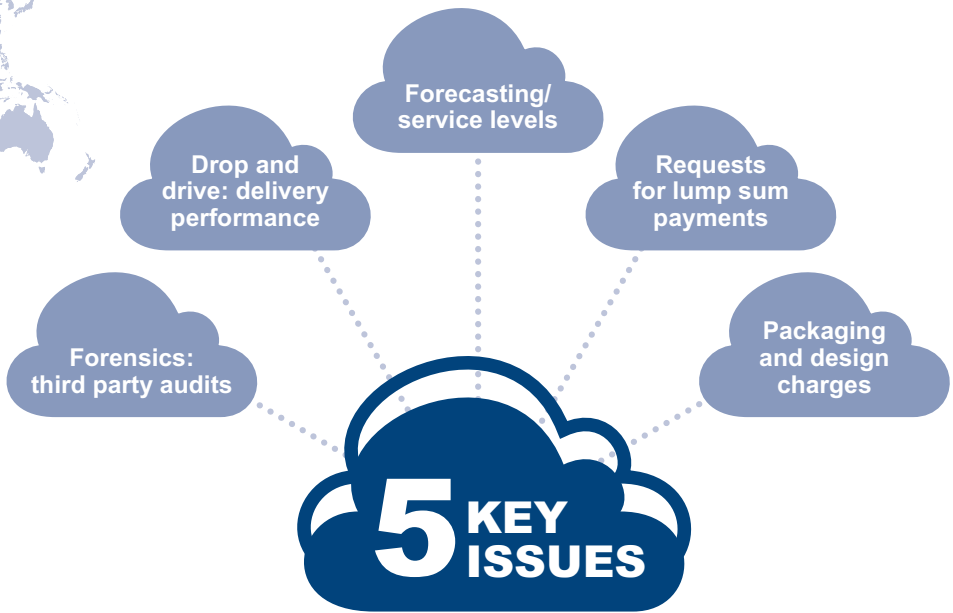 Forecasting/
service levels
Drop and
drive: delivery
performance
Requests
for lump sum
payments
Forensics:
third party audits
Packaging
and design
charges
5 KEY
ISSUES